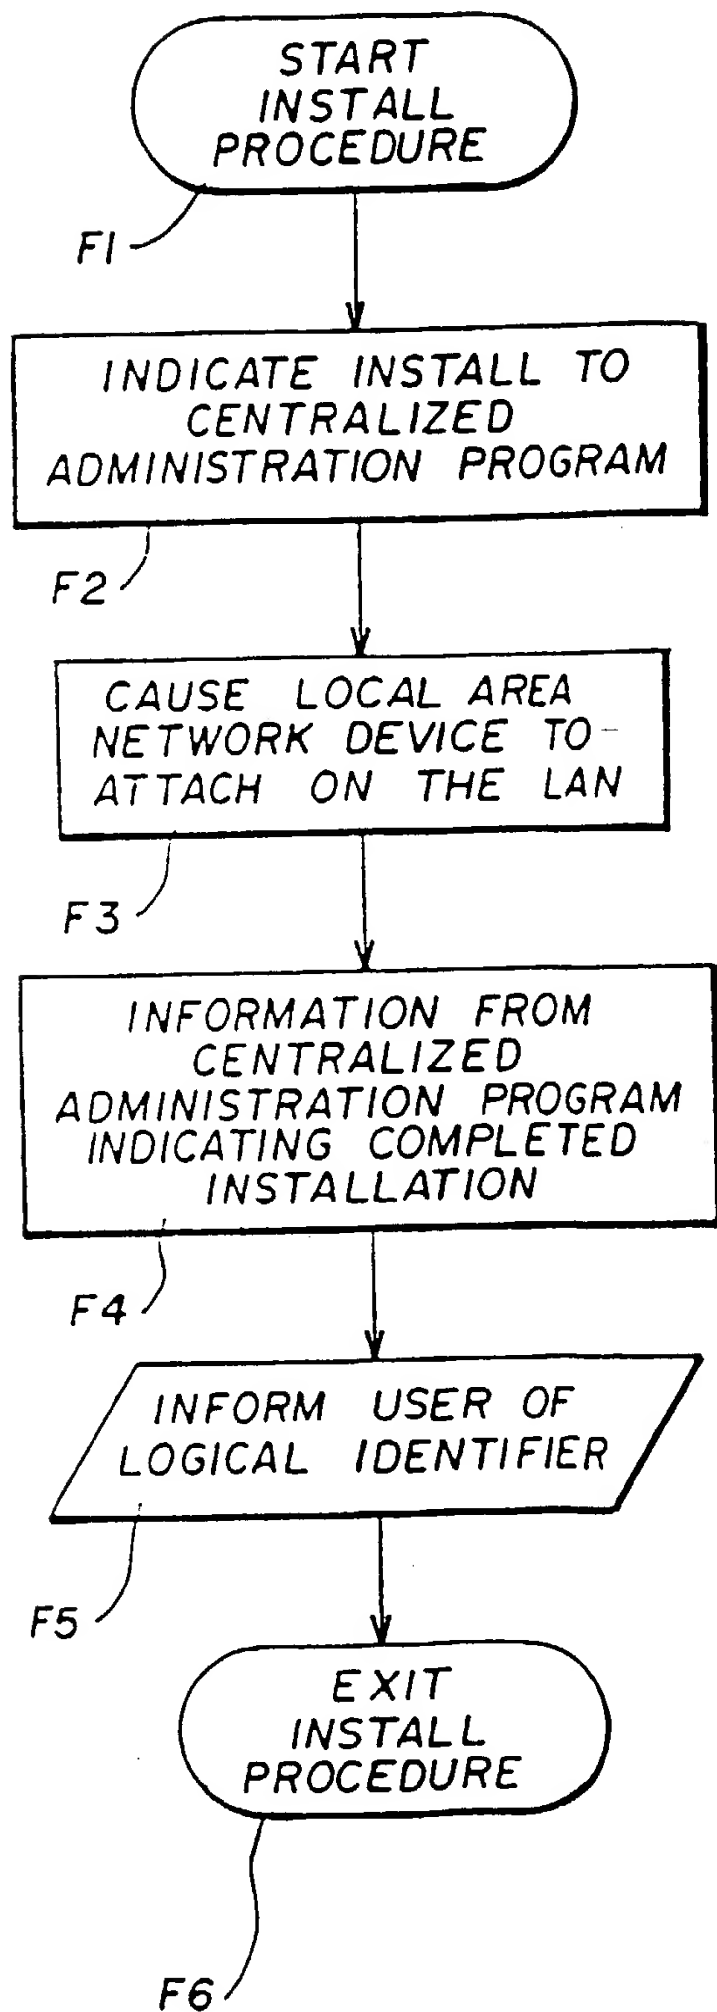 START
INSTALL
PROCEDURE
F1
INDICATE INSTALL TO
CENTRALIZED
ADMINISTRATION PROGRAM
F2
CAUSE LOCAL AREA
NETWORK DEVICE TO
ATTACH ON THE LAN
F3
INFORMATION FROM
CENTRALIZED
ADMINISTRATION PROGRAM
INDICATING COMPLETED
INSTALLATION
F4
INFORM USER OF
LOGICAL IDENTIFIER
F5
EXIT
INSTALL
PROCEDURE
F6